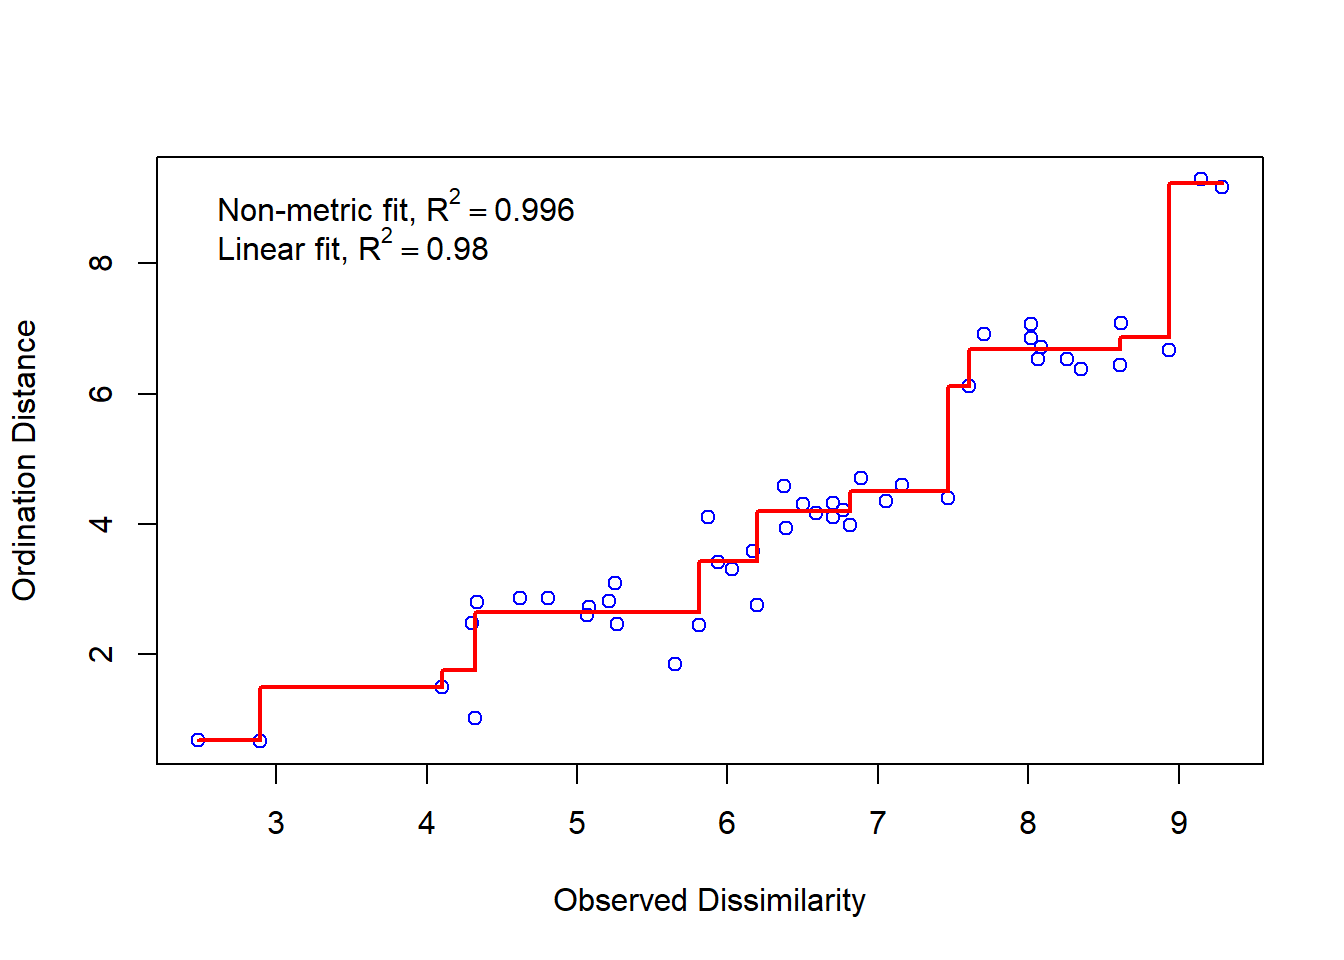 Non-metric fit, R² = 0.996
Linear fit, R² = 0.98
Ordination Distance
8
6
4
2
3 4 5 6 7 8 9
Observed Dissimilarity